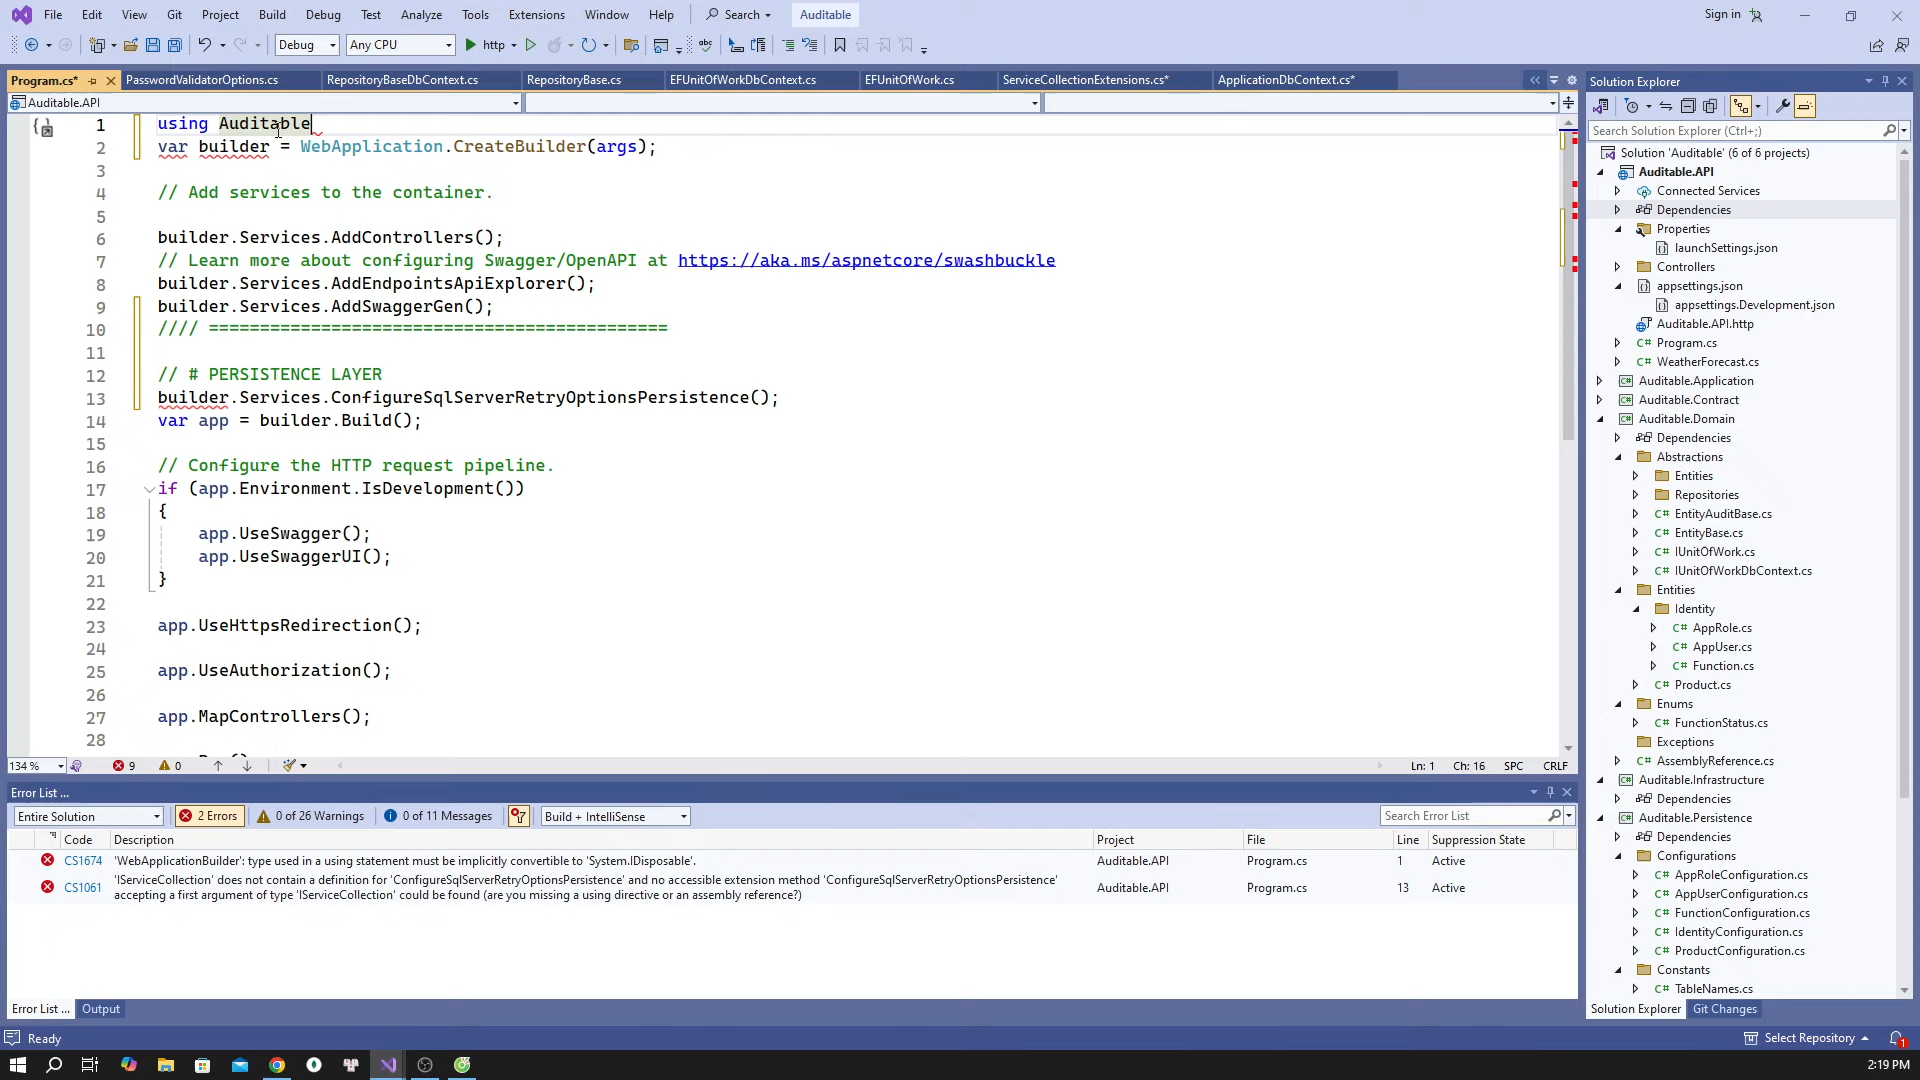 File Edit View Git Project Build Debug Test Analyze Tools Extensions Window Help Search Auditable Sign in
Debug Any CPU http
Program.cs* PasswordValidatorOptions.cs RepositoryBaseDbContext.cs RepositoryBase.cs EFUnitOfWorkDbContext.cs EFUnitOfWork.cs ServiceCollectionExtensions.cs* ApplicationDbContext.cs*
Auditable.API
1 using Auditable
2 var builder = WebApplication.CreateBuilder(args);
3
4 // Add services to the container.
5
6 builder.Services.AddControllers();
7 // Learn more about configuring Swagger/OpenAPI at https://aka.ms/aspnetcore/swashbuckle
8 builder.Services.AddEndpointsApiExplorer();
9 builder.Services.AddSwaggerGen();
10 //// =============================================
11
12 // # PERSISTENCE LAYER
13 builder.Services.ConfigureSqlServerRetryOptionsPersistence();
14 var app = builder.Build();
15
16 // Configure the HTTP request pipeline.
17 if (app.Environment.IsDevelopment())
18 {
19 app.UseSwagger();
20 app.UseSwaggerUI();
21 }
22
23 app.UseHttpsRedirection();
24
25 app.UseAuthorization();
26
27 app.MapControllers();
28
134 % 9 0 Ln: 1 Ch: 16 SPC CRLF
Error List ...
Entire Solution 2 Errors 0 of 26 Warnings 0 of 11 Messages Build + IntelliSense Search Error List
Code Description Project File Line Suppression State
CS1674 'WebApplicationBuilder': type used in a using statement must be implicitly convertible to 'System.IDisposable'. Auditable.API Program.cs 1 Active
CS1061 'IServiceCollection' does not contain a definition for 'ConfigureSqlServerRetryOptionsPersistence' and no accessible extension method 'ConfigureSqlServerRetryOptionsPersistence' Auditable.API Program.cs 13 Active
accepting a first argument of type 'IServiceCollection' could be found (are you missing a using directive or an assembly reference?)
Error List ... Output
Solution Explorer
Search Solution Explorer (Ctrl+;)
Solution 'Auditable' (6 of 6 projects)
Auditable.API
Connected Services
Dependencies
Properties
launchSettings.json
Controllers
appsettings.json
appsettings.Development.json
Auditable.API.http
C# Program.cs
C# WeatherForecast.cs
C# Auditable.Application
C# Auditable.Contract
C# Auditable.Domain
Dependencies
Abstractions
Entities
Repositories
C# EntityAuditBase.cs
C# EntityBase.cs
C# IUnitOfWork.cs
C# IUnitOfWorkDbContext.cs
Entities
Identity
C# AppRole.cs
C# AppUser.cs
C# Function.cs
C# Product.cs
Enums
C# FunctionStatus.cs
Exceptions
C# AssemblyReference.cs
C# Auditable.Infrastructure
Dependencies
C# Auditable.Persistence
Dependencies
Configurations
C# AppRoleConfiguration.cs
C# AppUserConfiguration.cs
C# FunctionConfiguration.cs
C# IdentityConfiguration.cs
C# ProductConfiguration.cs
Constants
C# TableNames.cs
Solution Explorer Git Changes
Ready Select Repository 1
2:19 PM